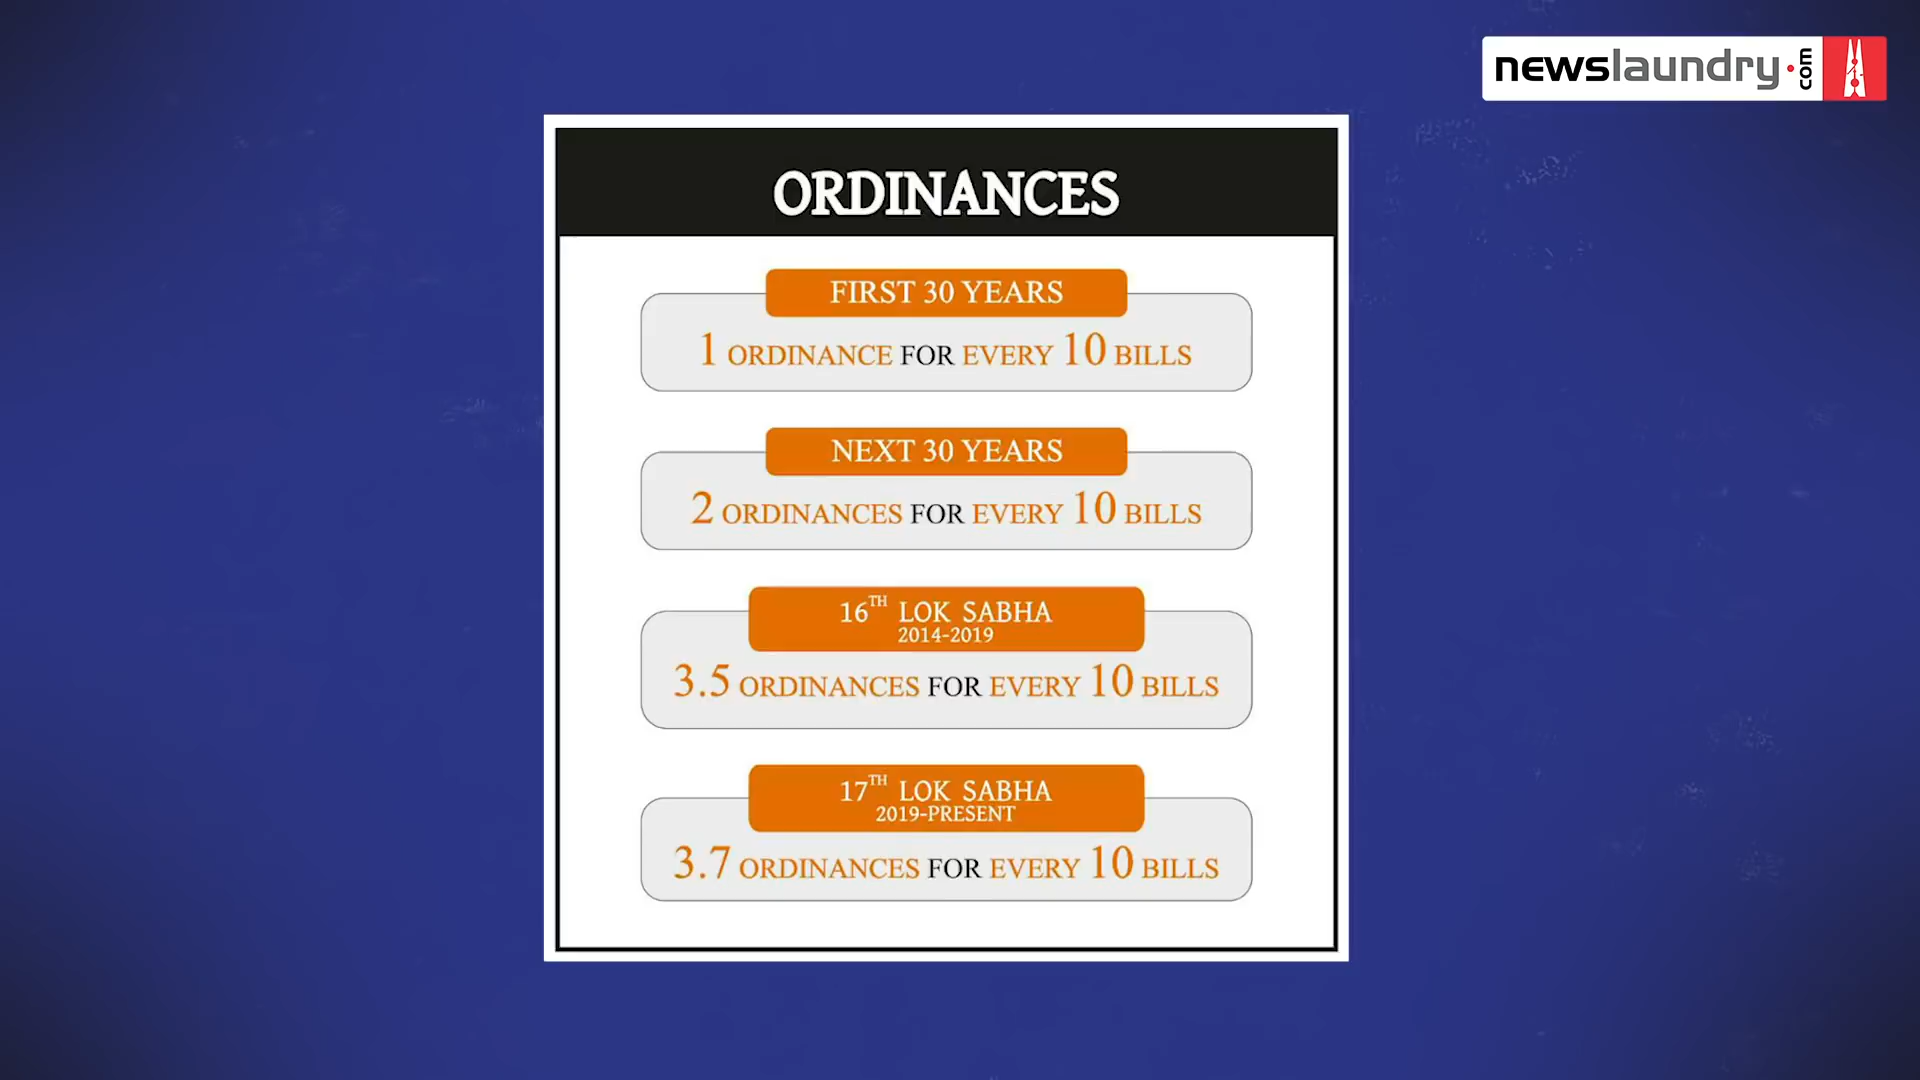 newslaundry.com
ORDINANCES
FIRST 30 YEARS
1 ORDINANCE FOR EVERY 10 BILLS
NEXT 30 YEARS
2 ORDINANCES FOR EVERY 10 BILLS
16TH LOK SABHA
2014-2019
3.5 ORDINANCES FOR EVERY 10 BILLS
17TH LOK SABHA
2019-PRESENT
3.7 ORDINANCES FOR EVERY 10 BILLS